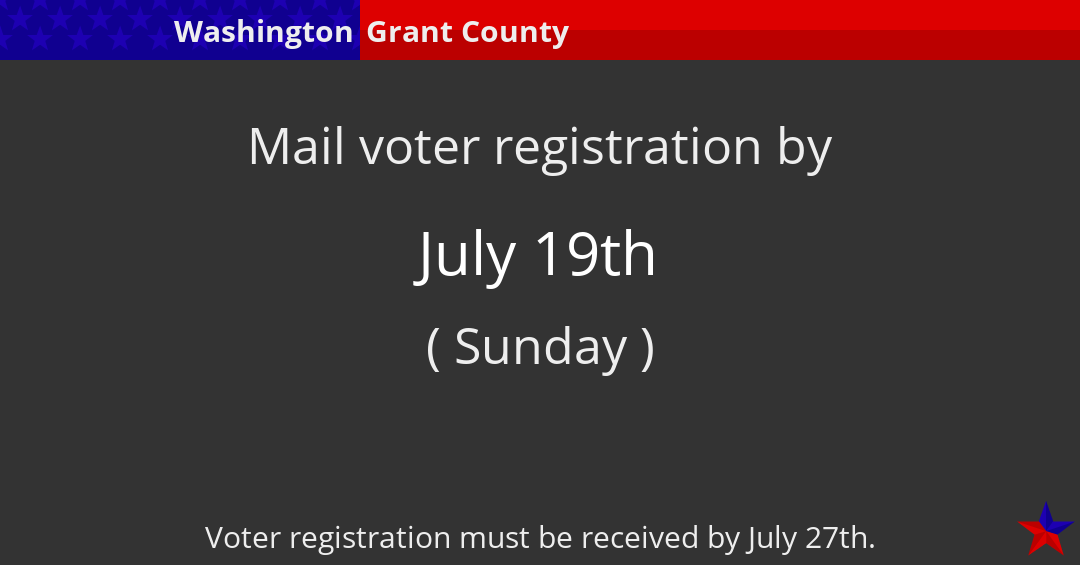 Washington Grant County
Mail voter registration by
July 19th
( Sunday )
Voter registration must be received by July 27th.